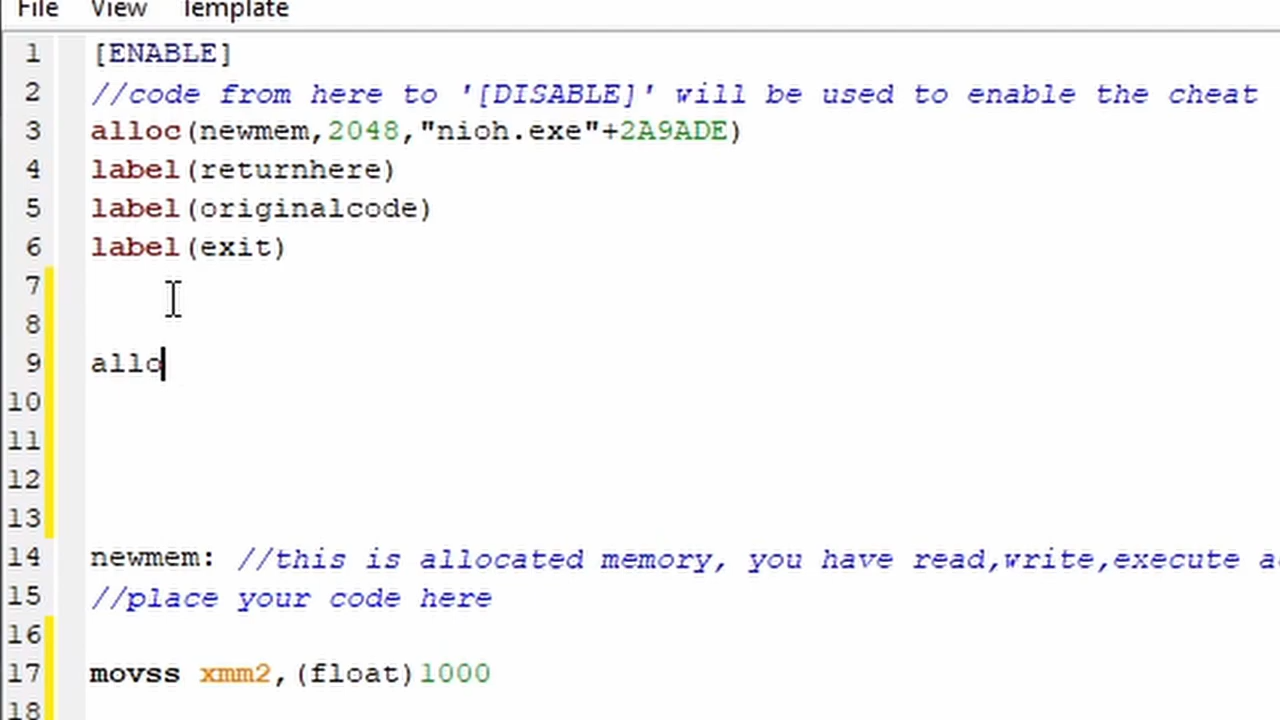 File View Template
1 [ENABLE]
2 //code from here to '[DISABLE]' will be used to enable the cheat
3 alloc(newmem,2048,"nioh.exe"+2A9ADE)
4 label(returnhere)
5 label(originalcode)
6 label(exit)
7
8
9 allo
10
11
12
13
14 newmem: //this is allocated memory, you have read,write,execute
15 //place your code here
16
17 movss xmm2,(float)1000
18